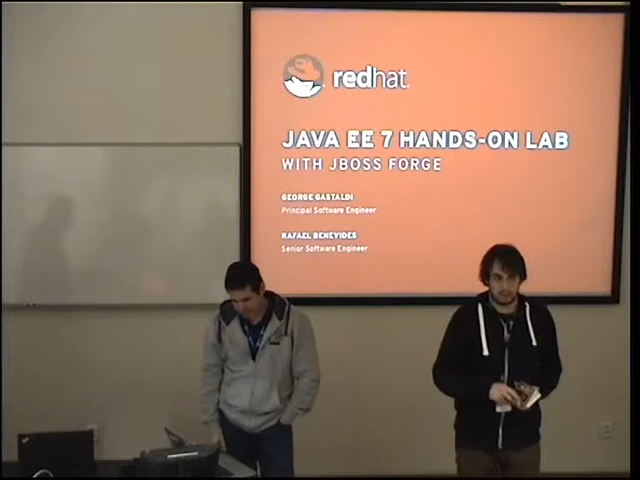 redhat
JAVA EE 7 HANDS-ON LAB
WITH JBOSS FORGE
GEORGE GASTALDI
Principal Software Engineer
RAFAEL BENEVIDES
Senior Software Engineer